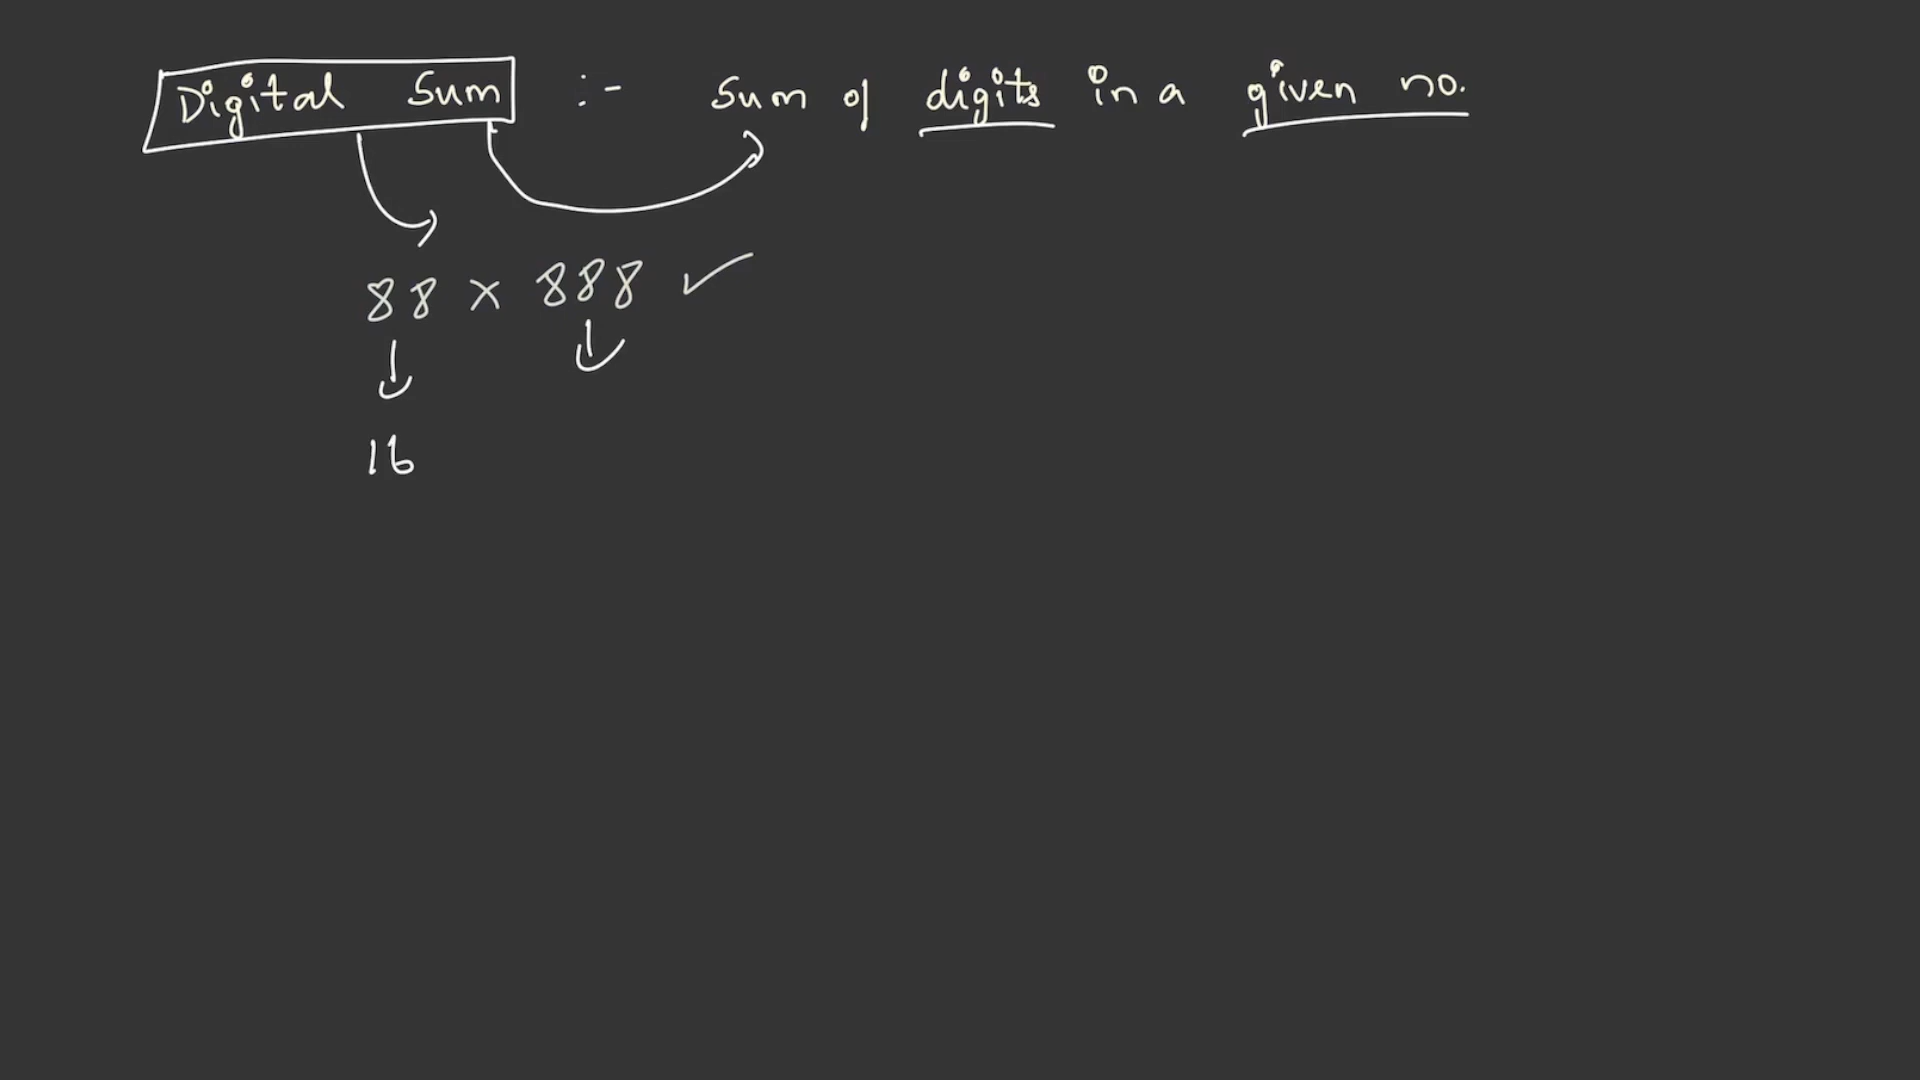 Digital Sum :- Sum of digits in a given no.
88 × 888 ✓
16